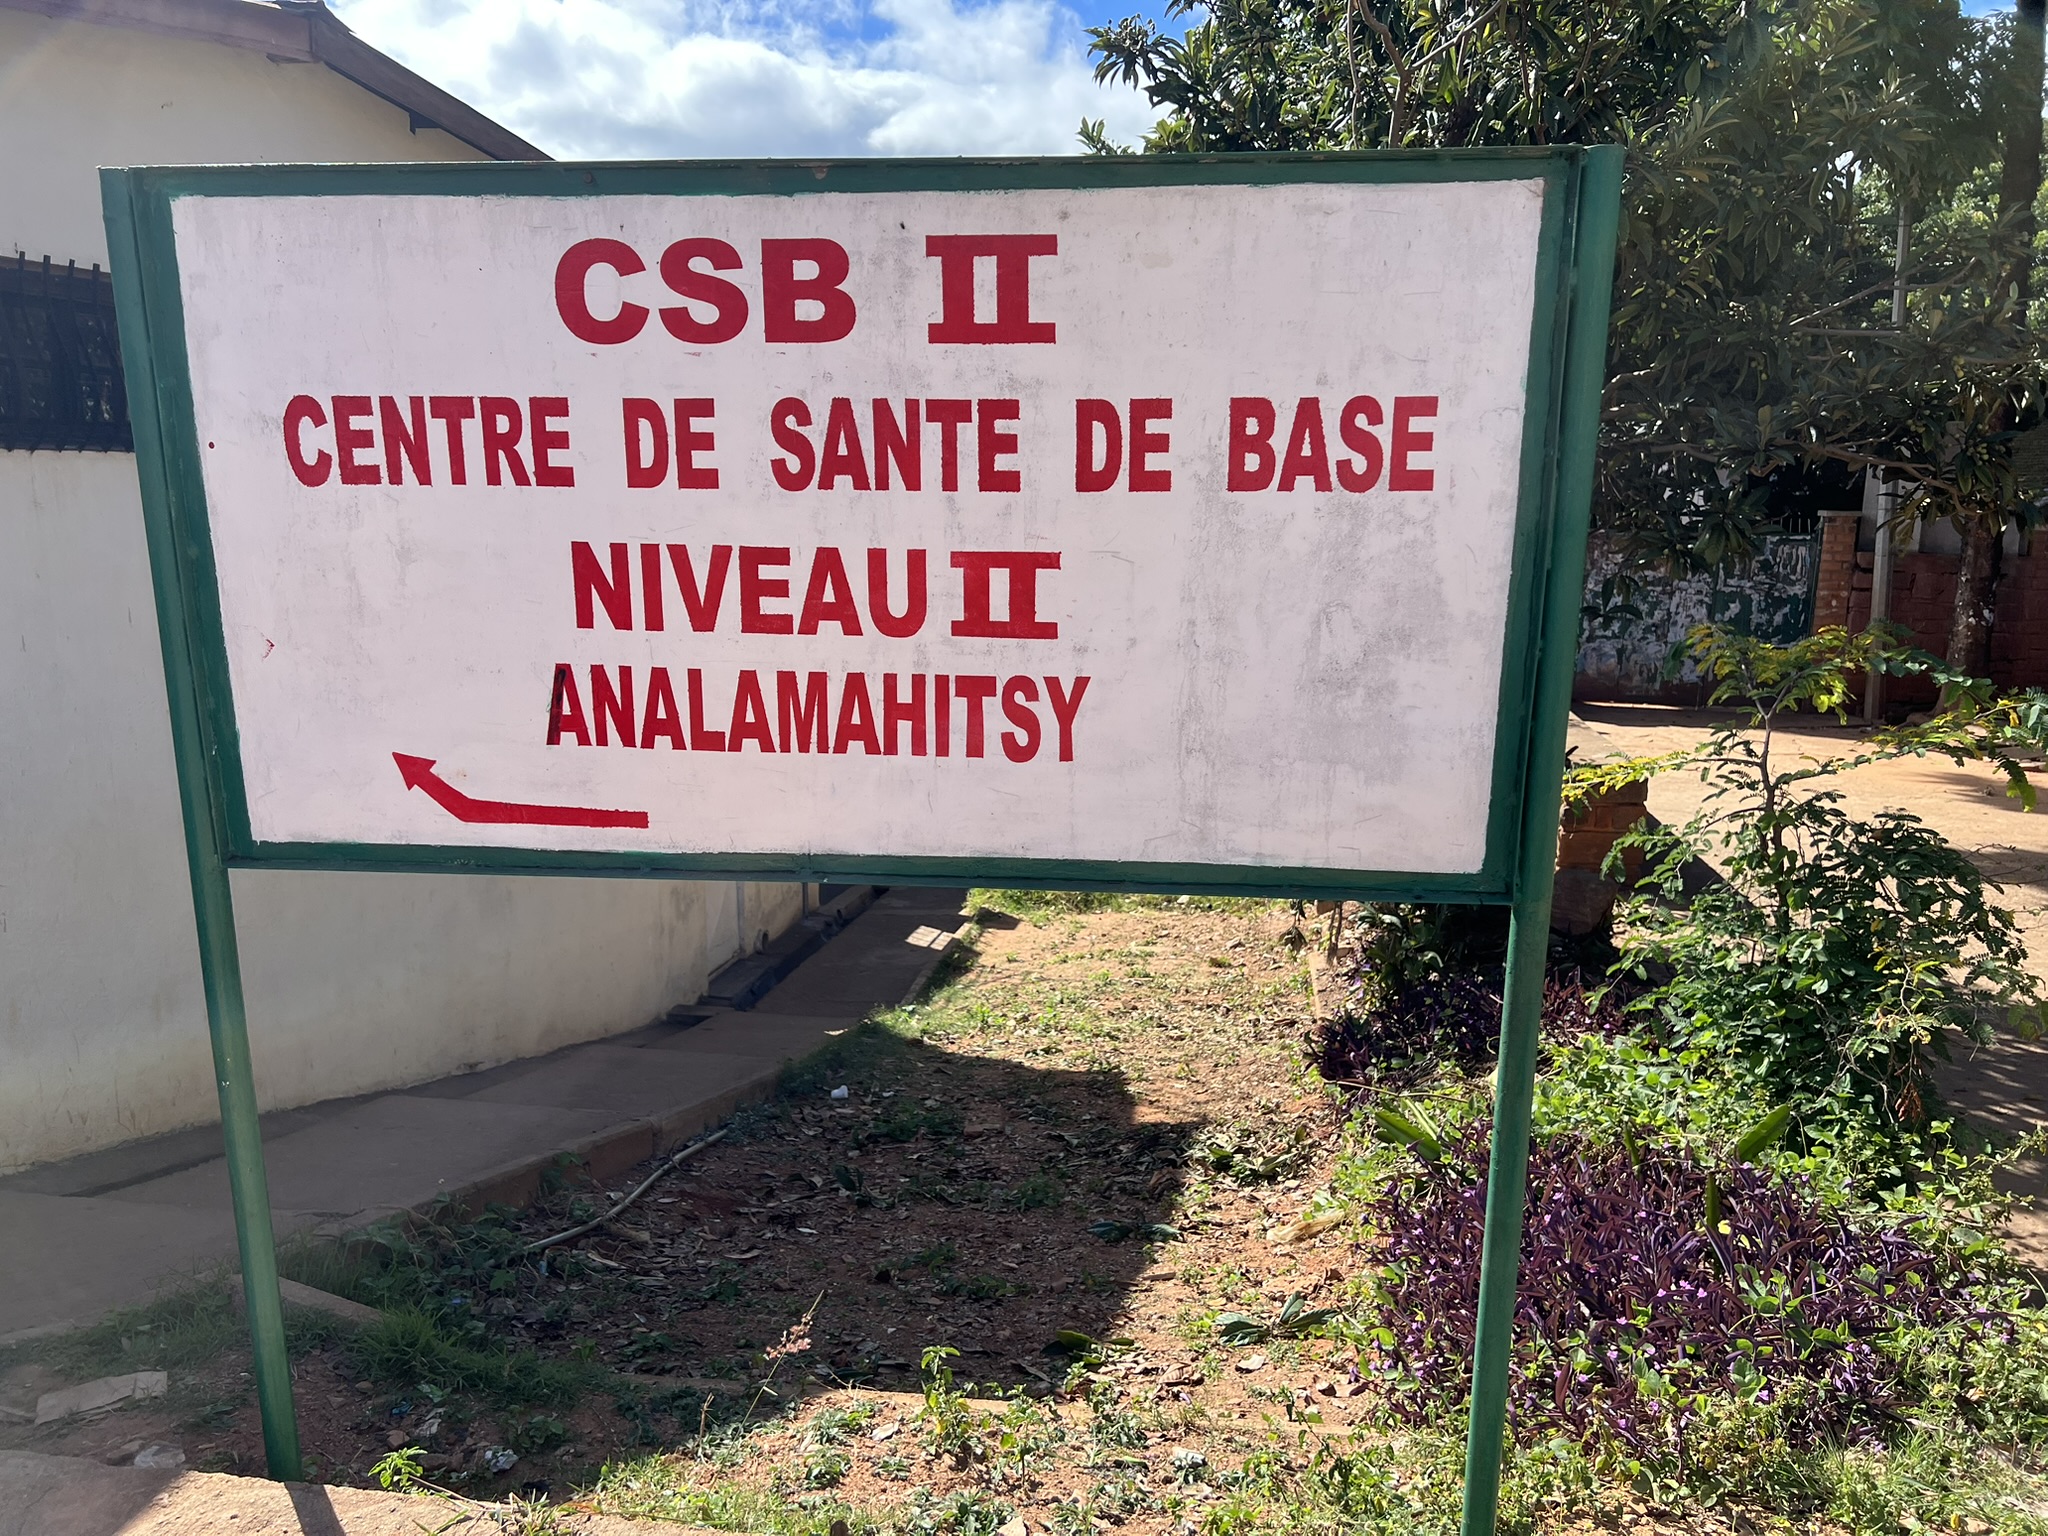 CSB II
CENTRE DE SANTE DE BASE
NIVEAU II
ANALAMAHITSY